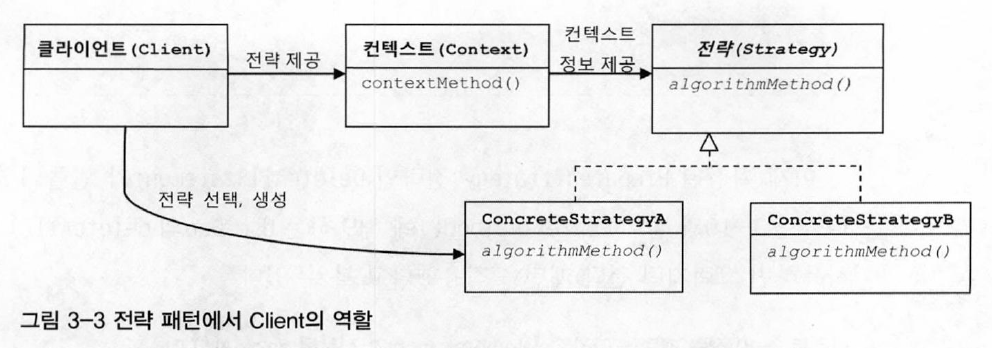 클라이언트(Client)
전략 제공
컨텍스트(Context)
contextMethod()
컨텍스트
정보 제공
전략(Strategy)
algorithmMethod()
전략 선택, 생성
ConcreteStrategyA
algorithmMethod()
ConcreteStrategyB
algorithmMethod()
그림 3-3 전략 패턴에서 Client의 역할